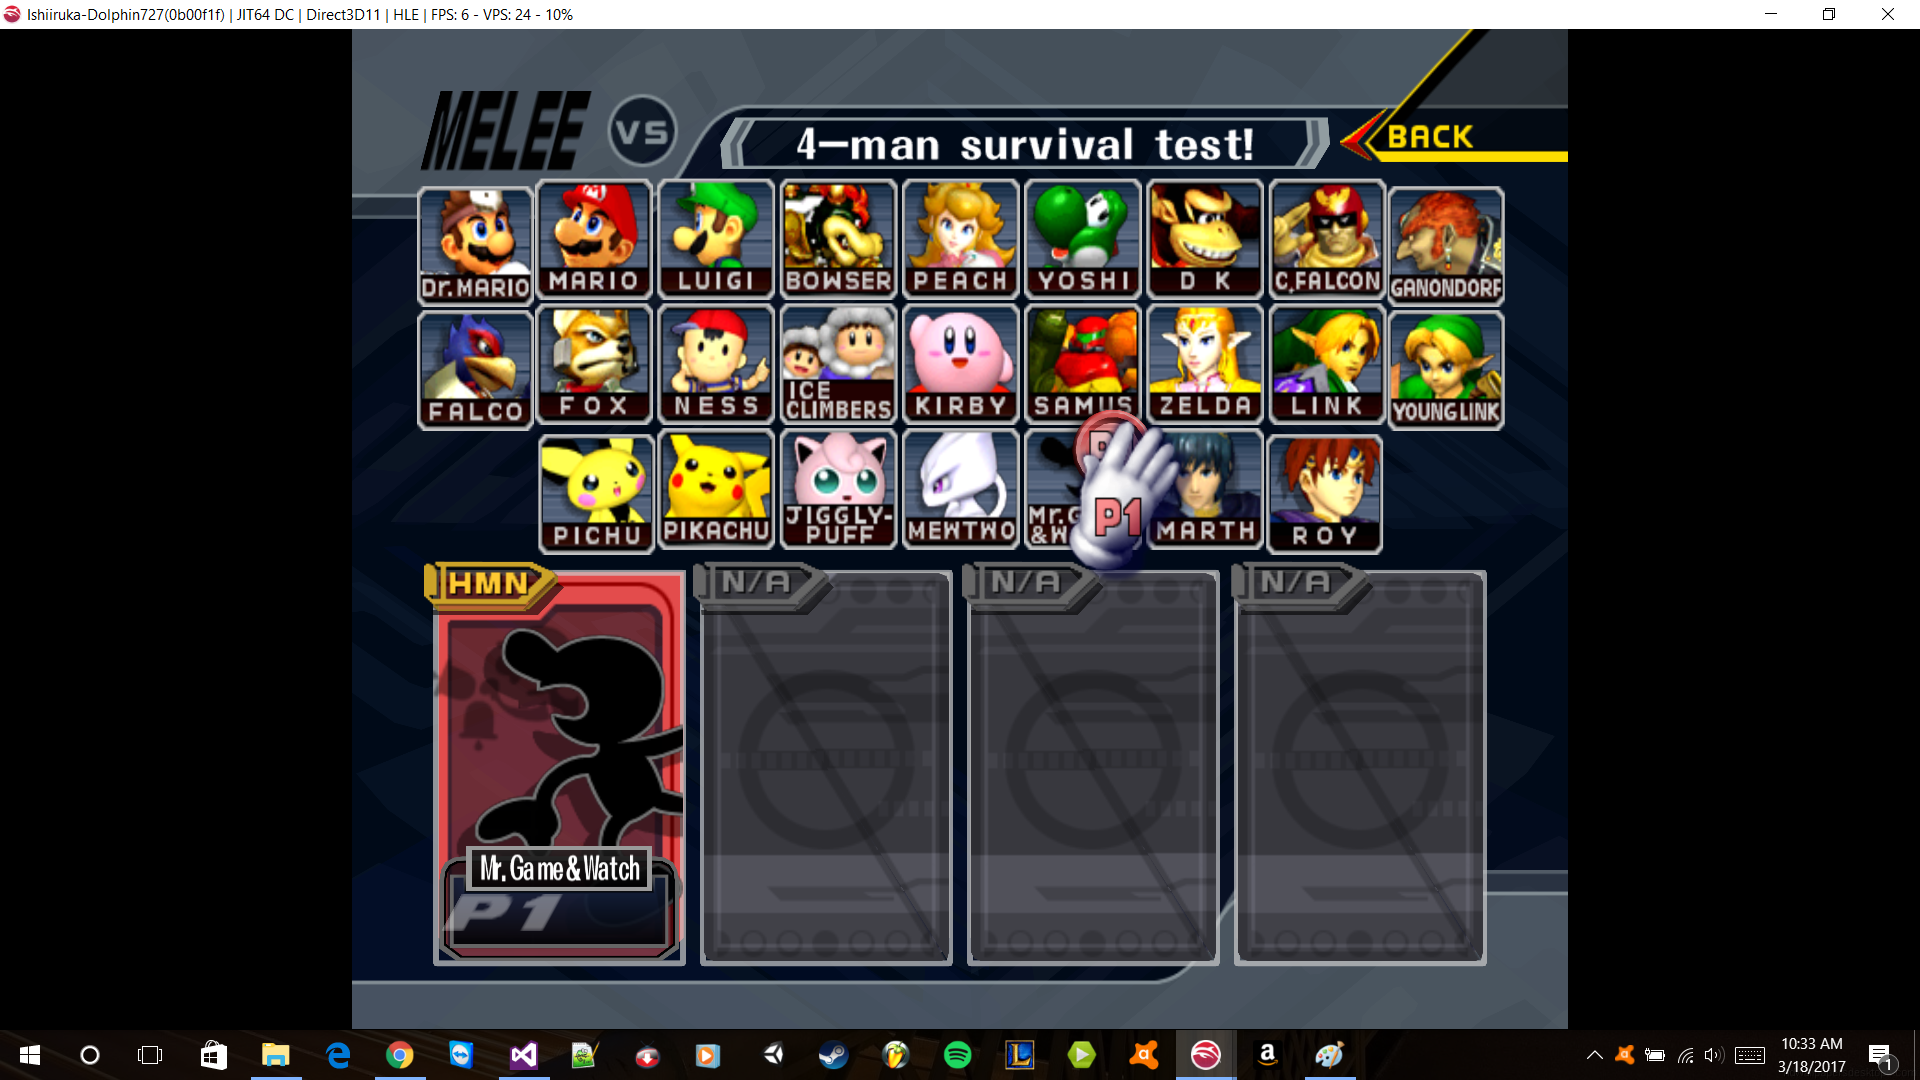 Ishiiruka-Dolphin727(0b00f1f) | JIT64 DC | Direct3D11 | HLE | FPS: 6 - VPS: 24 - 10%
MELEE VS 4-man survival test! BACK
Dr.MARIO MARIO LUIGI BOWSER PEACH YOSHI D K C.FALCON GANONDORF
FALCO FOX NESS ICE CLIMBERS KIRBY SAMUS ZELDA LINK YOUNG LINK
PICHU PIKACHU JIGGLY-PUFF MEWTWO Mr. & P1 MARTH ROY
HMN N/A N/A N/A
Mr. Game & Watch
P1
10:33 AM
3/18/2017
1